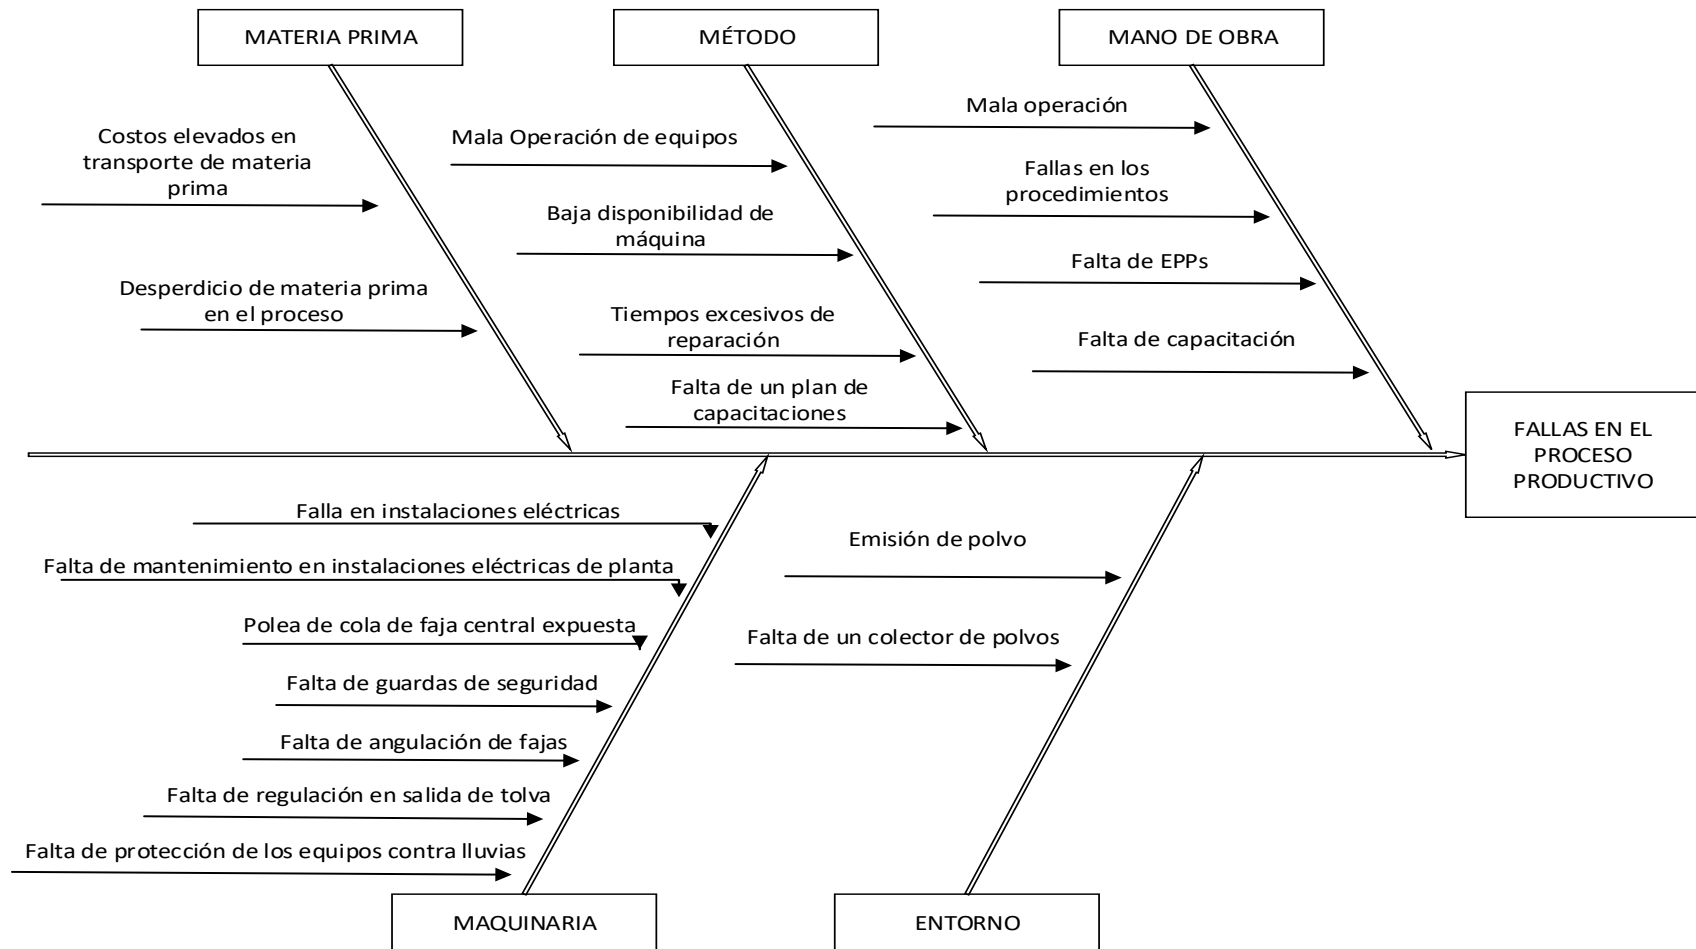 MATERIA PRIMA
MÉTODO
MANO DE OBRA
Costos elevados en
transporte de materia
prima
Desperdicio de materia prima
en el proceso
Mala Operación de equipos
Baja disponibilidad de
máquina
Tiempos excesivos de
reparación
Falta de un plan de
capacitaciones
Mala operación
Fallas en los
procedimientos
Falta de EPPs
Falta de capacitación
FALLAS EN EL
PROCESO
PRODUCTIVO
Falla en instalaciones eléctricas
Falta de mantenimiento en instalaciones eléctricas de planta
Polea de cola de faja central expuesta
Falta de guardas de seguridad
Falta de angulación de fajas
Falta de regulación en salida de tolva
Falta de protección de los equipos contra lluvias
Emisión de polvo
Falta de un colector de polvos
MAQUINARIA
ENTORNO